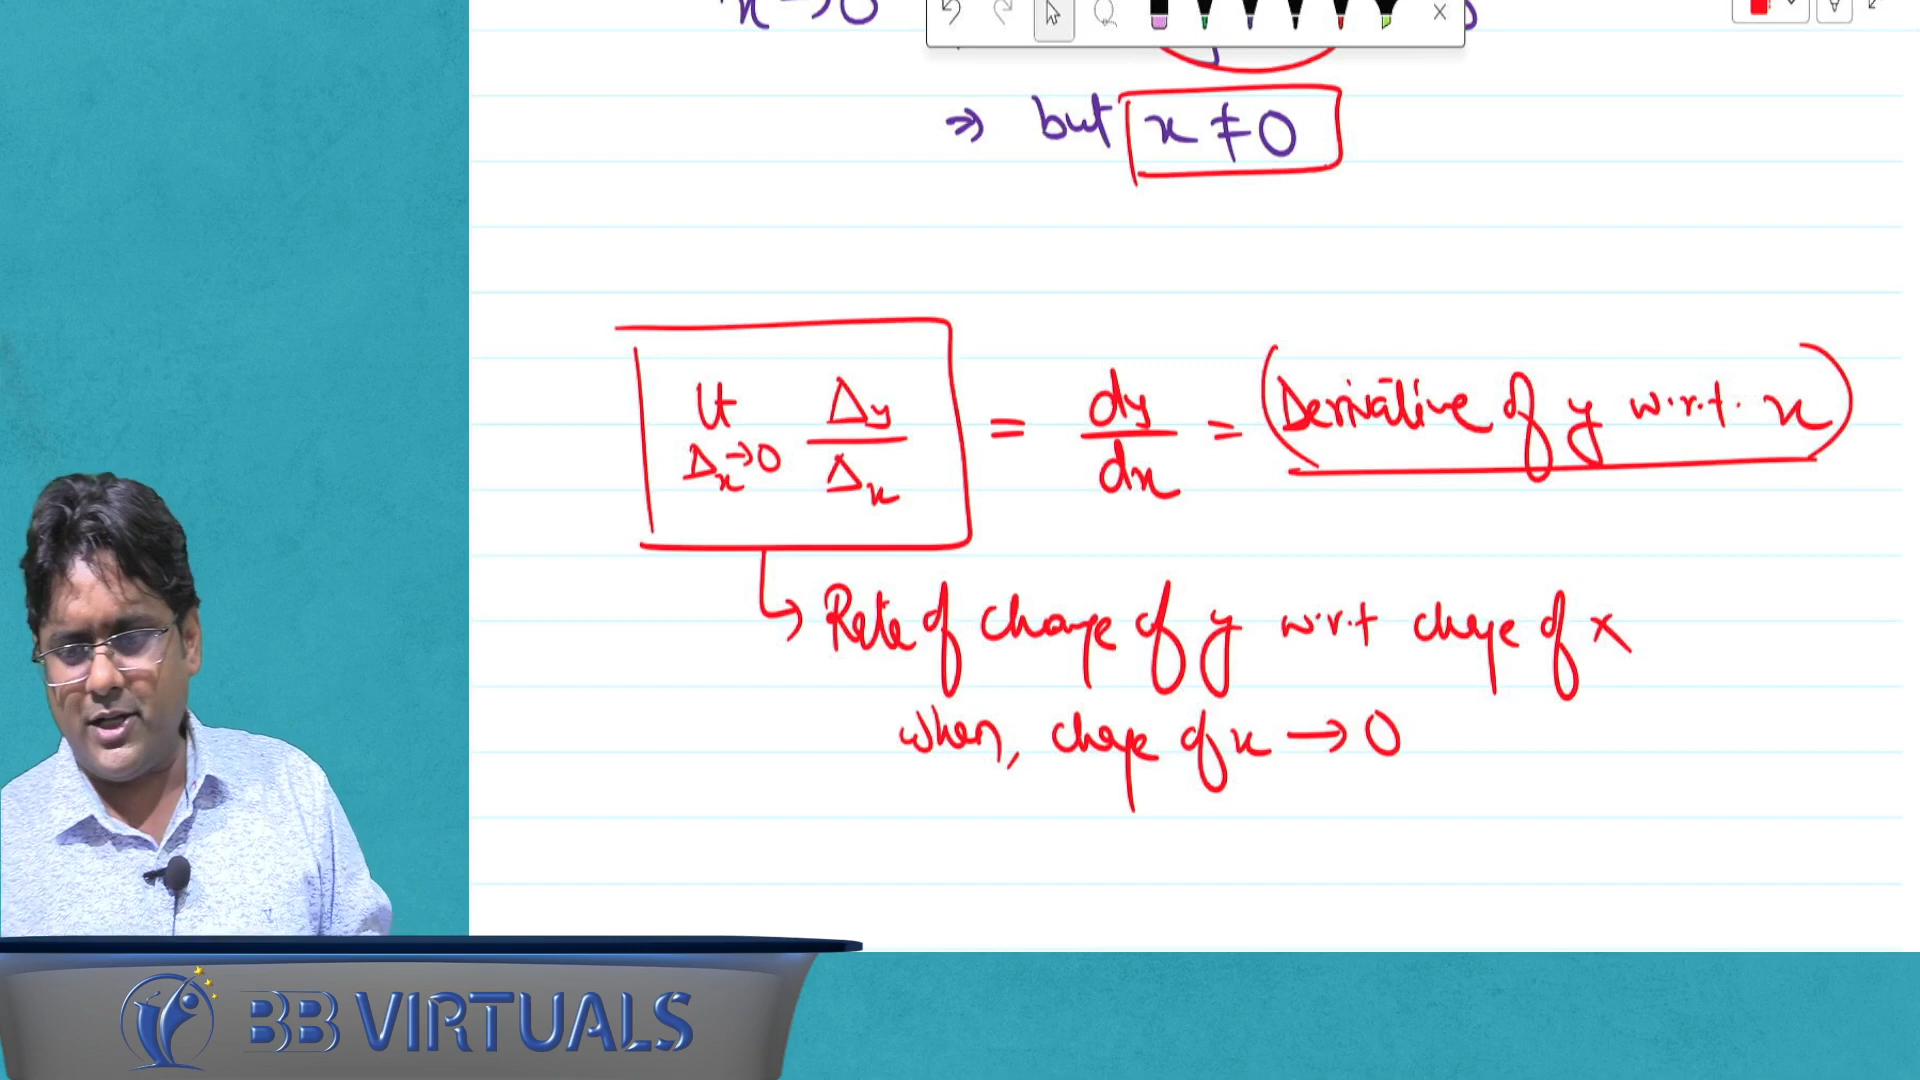 x→0
⇒ but x ≠ 0
lt Δx→0 Δy/Δx = dy/dx = (Derivative of y w.r.t. x)
↳ Rate of change of y w.r.t change of x
when, change of x → 0
BB VIRTUALS